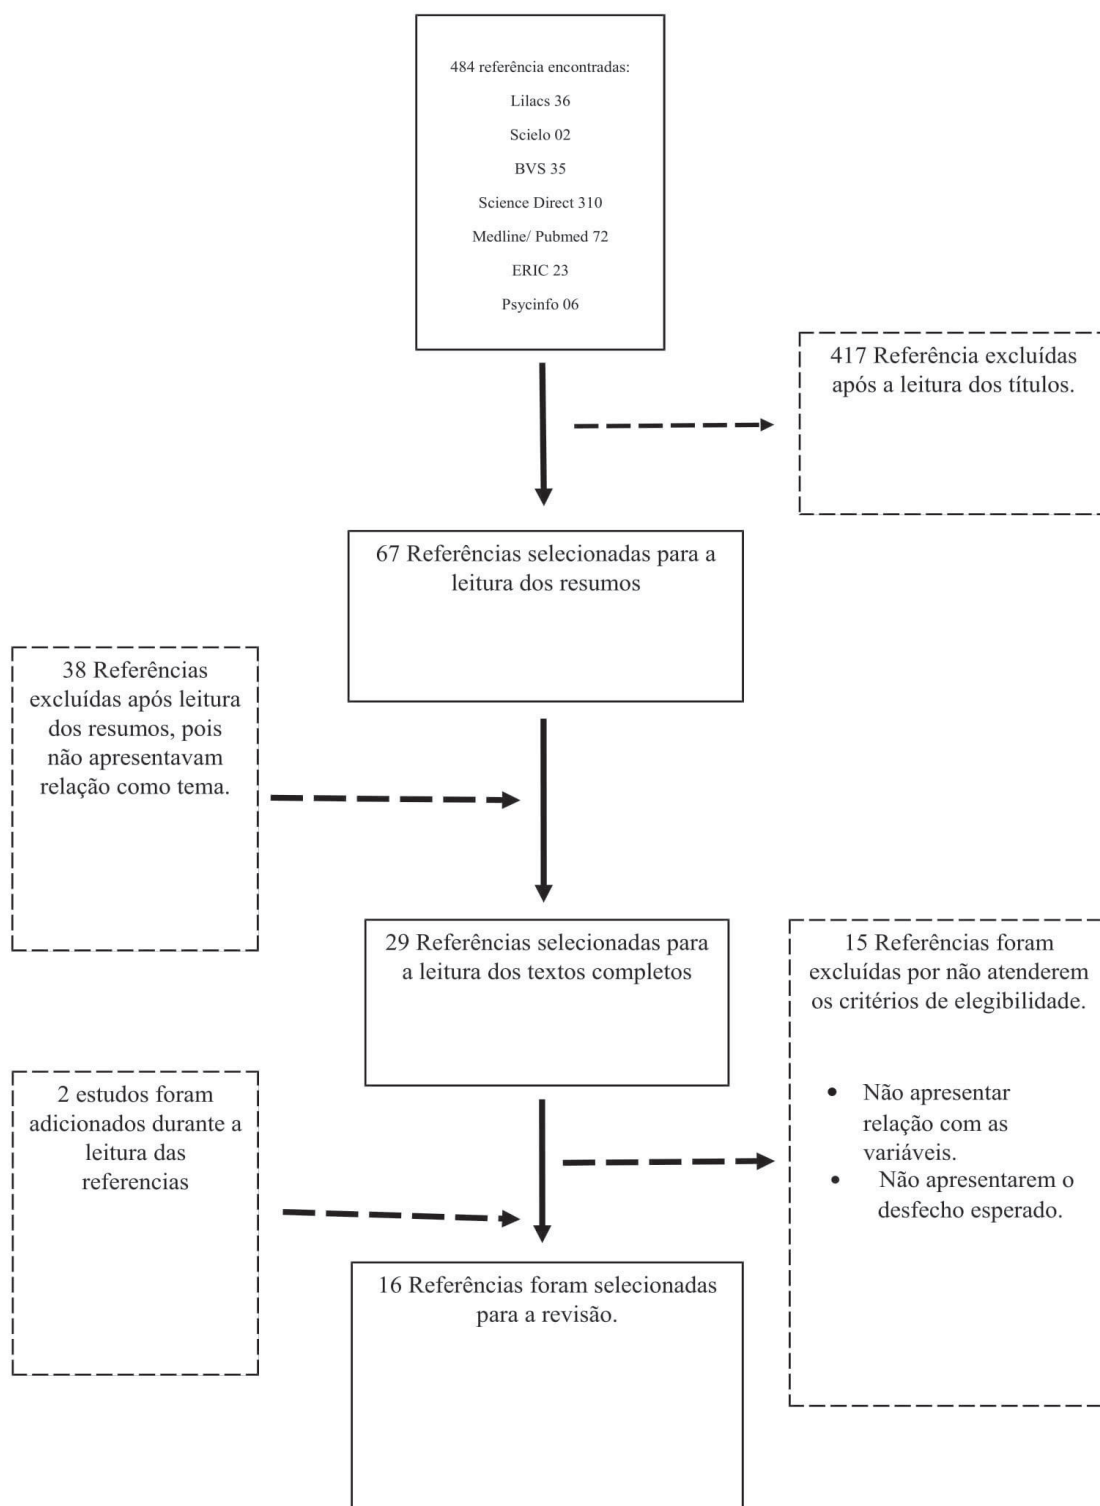 484 referência encontradas:
Lilacs 36
Scielo 02
BVS 35
Science Direct 310
Medline/ Pubmed 72
ERIC 23
Psycinfo 06
417 Referência excluídas
após a leitura dos títulos.
67 Referências selecionadas para a
leitura dos resumos
38 Referências
excluídas após leitura
dos resumos, pois
não apresentavam
relação como tema.
29 Referências selecionadas para
a leitura dos textos completos
15 Referências foram
excluídas por não atenderem
os critérios de elegibilidade.
• Não apresentar
relação com as
variáveis.
• Não apresentarem o
desfecho esperado.
2 estudos foram
adicionados durante a
leitura das
referencias
16 Referências foram selecionadas
para a revisão.